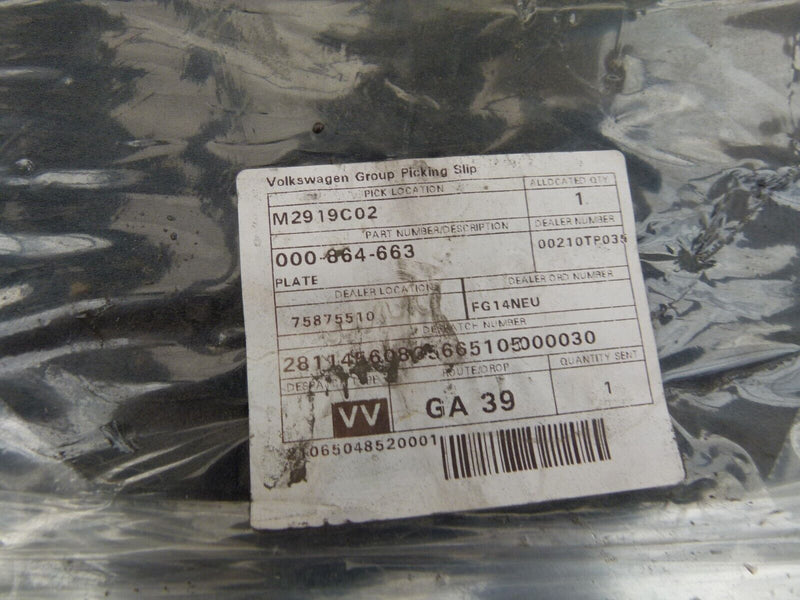 Volkswagen Group Picking Slip
PICK LOCATION
ALLOCATED QTY
M2919C02
1
PART NUMBER/DESCRIPTION
DEALER NUMBER
000-864-663
00210TP035
PLATE
DEALER LOCATION
DEALER ORD NUMBER
75875510
FG14NEU
DESPATCH NUMBER
000030
ROUTE/DROP
QUANTITY SENT
VV
GA 39
1
1065048520001